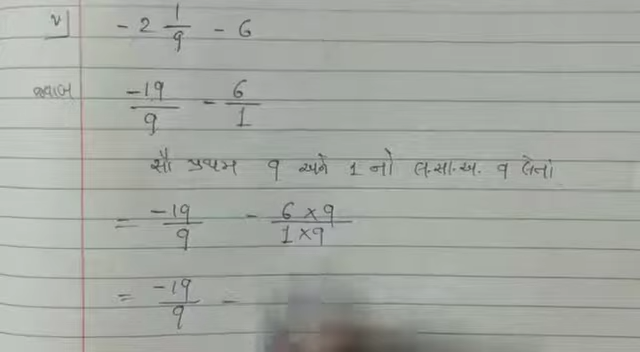 v] - 2 1/9 - 6
જવાબ -19/9 - 6/1
સૌ પ્રથમ 9 અને 1 નો લ.સા.અ. 9 લેતાં
= -19/9 - 6×9/1×9
= -19/9 -